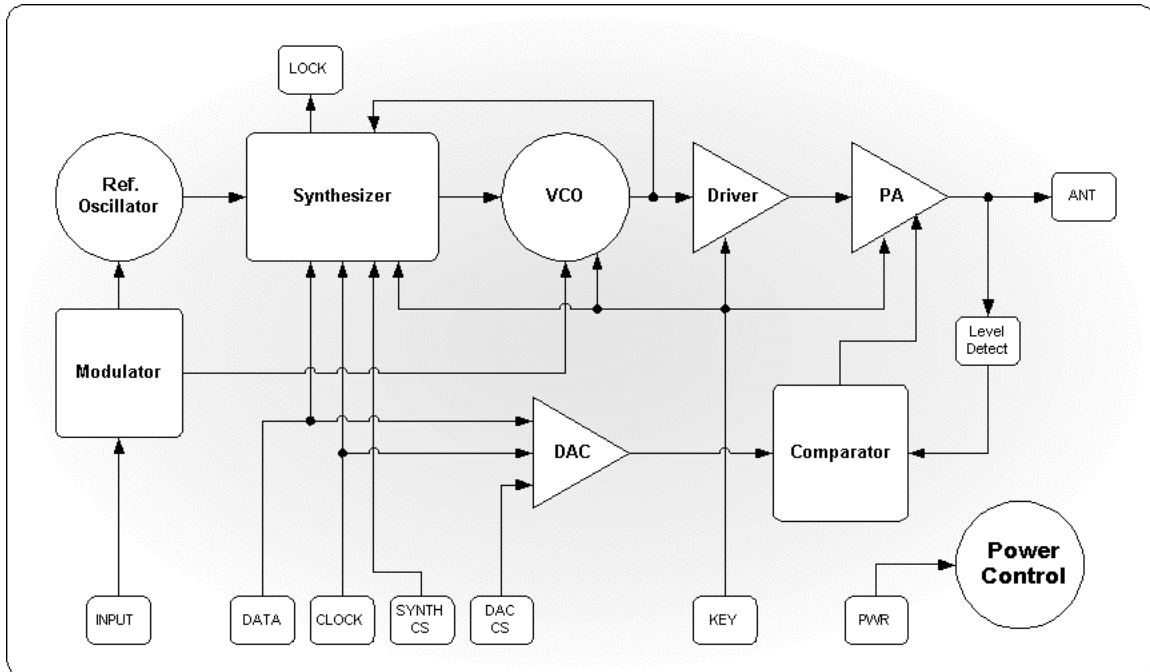 LOCK
Ref.
Oscillator
Synthesizer
VCO
Driver
PA
ANT
Modulator
Level
Detect
DAC
Comparator
Power
Control
INPUT
DATA
CLOCK
SYNTH
CS
DAC
CS
KEY
PWR